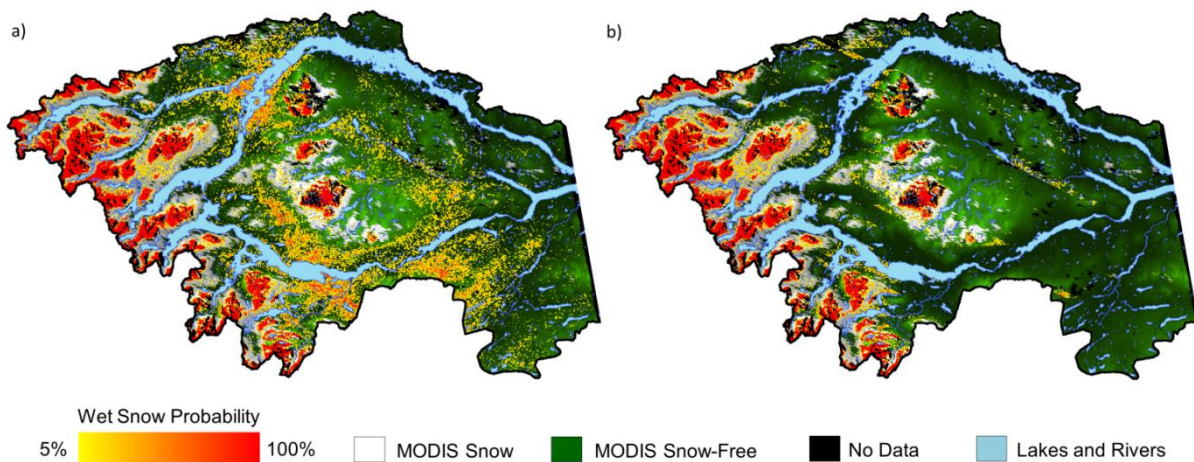 a)
b)
Wet Snow Probability
5% 100% MODIS Snow MODIS Snow-Free No Data Lakes and Rivers